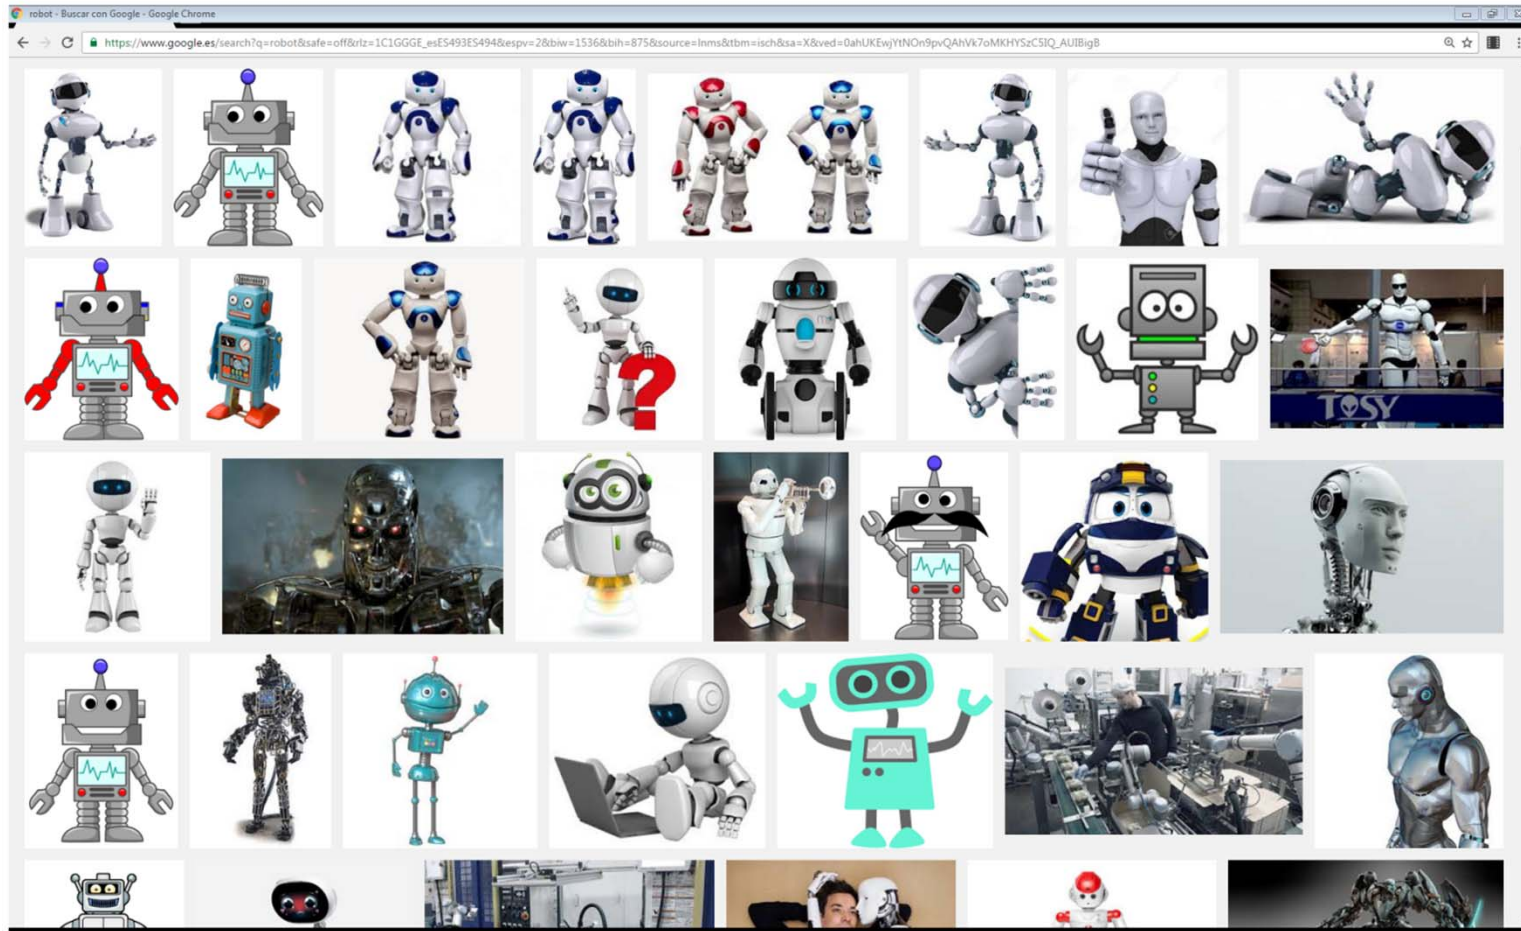 robot - Buscar con Google - Google Chrome
https://www.google.es/search?q=robot&safe=off&rlz=1C1GGGE_esES493ES494&espv=2&biw=1536&bih=875&source=lnms&tbm=isch&sa=X&ved=0ahUKEwjYtNOn9pvQAhVk7oMKHYSzC5IQ_AUIBigB
?
TOSY